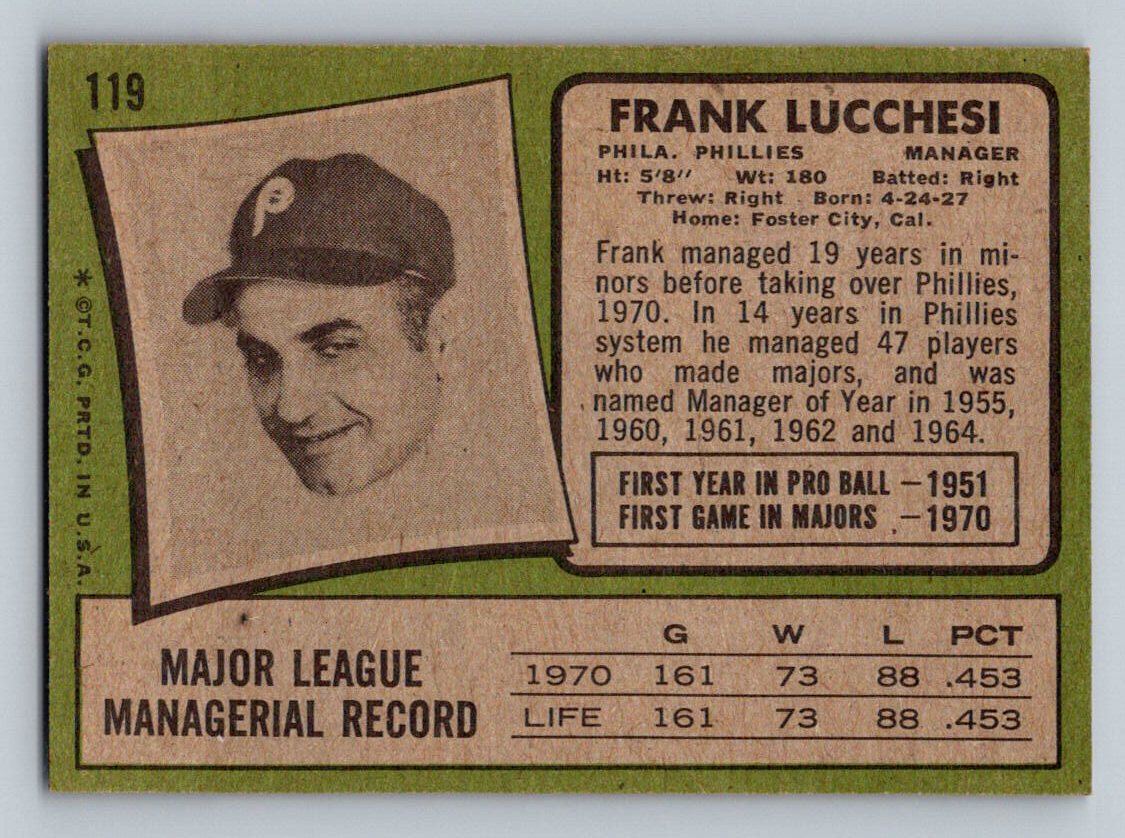 119
FRANK LUCCHESI
PHILA. PHILLIES MANAGER
Ht: 5'8" Wt: 180 Batted: Right
Threw: Right Born: 4-24-27
Home: Foster City, Cal.
Frank managed 19 years in mi-
nors before taking over Phillies,
1970. In 14 years in Phillies
system he managed 47 players
who made majors, and was
named Manager of Year in 1955,
1960, 1961, 1962 and 1964.
FIRST YEAR IN PRO BALL – 1951
FIRST GAME IN MAJORS – 1970
P
* ©T.C.G. PRTD. IN U.S.A.
MAJOR LEAGUE
MANAGERIAL RECORD
G W L PCT
1970 161 73 88 .453
LIFE 161 73 88 .453